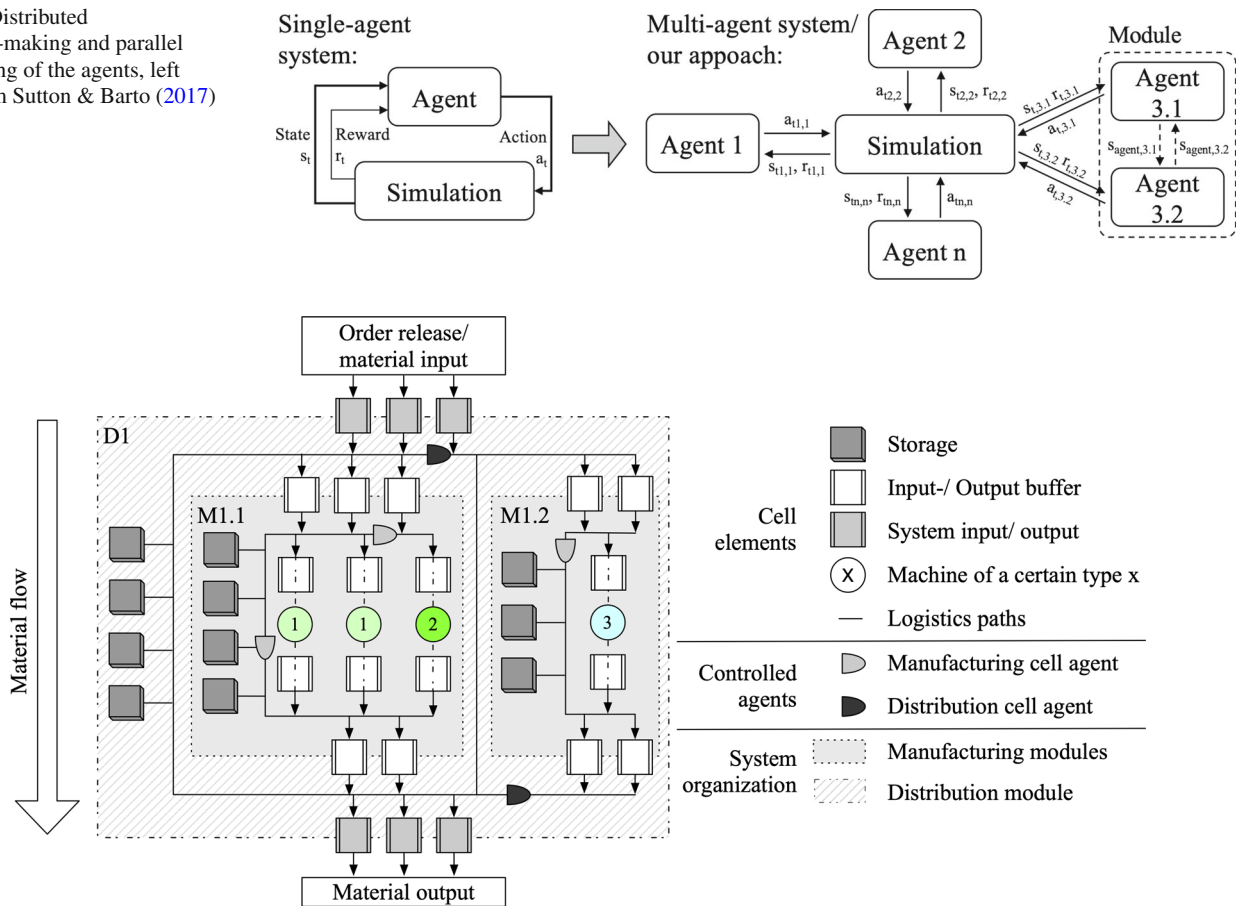 Distributed
-making and parallel
ng of the agents, left
n Sutton & Barto (2017)
Single-agent
system:
Agent
State
s_t
Reward
r_t
Action
a_t
Simulation
Multi-agent system/
our appoach:
Agent 1
a_t1,1
s_t1,1, r_t1,1
Agent 2
a_t2,2
s_t2,2, r_t2,2
Simulation
s_tn,n, r_tn,n
a_tn,n
Agent n
s_t,3.1 r_t,3.1
a_t,3.1
s_t,3.2 r_t,3.2
a_t,3.2
Module
Agent
3.1
s_agent,3.1
s_agent,3.2
Agent
3.2
Order release/
material input
Material flow
D1
M1.1
M1.2
1
1
2
3
Material output
Cell
elements
Storage
Input-/ Output buffer
System input/ output
X
Machine of a certain type x
Logistics paths
Controlled
agents
Manufacturing cell agent
Distribution cell agent
System
organization
Manufacturing modules
Distribution module